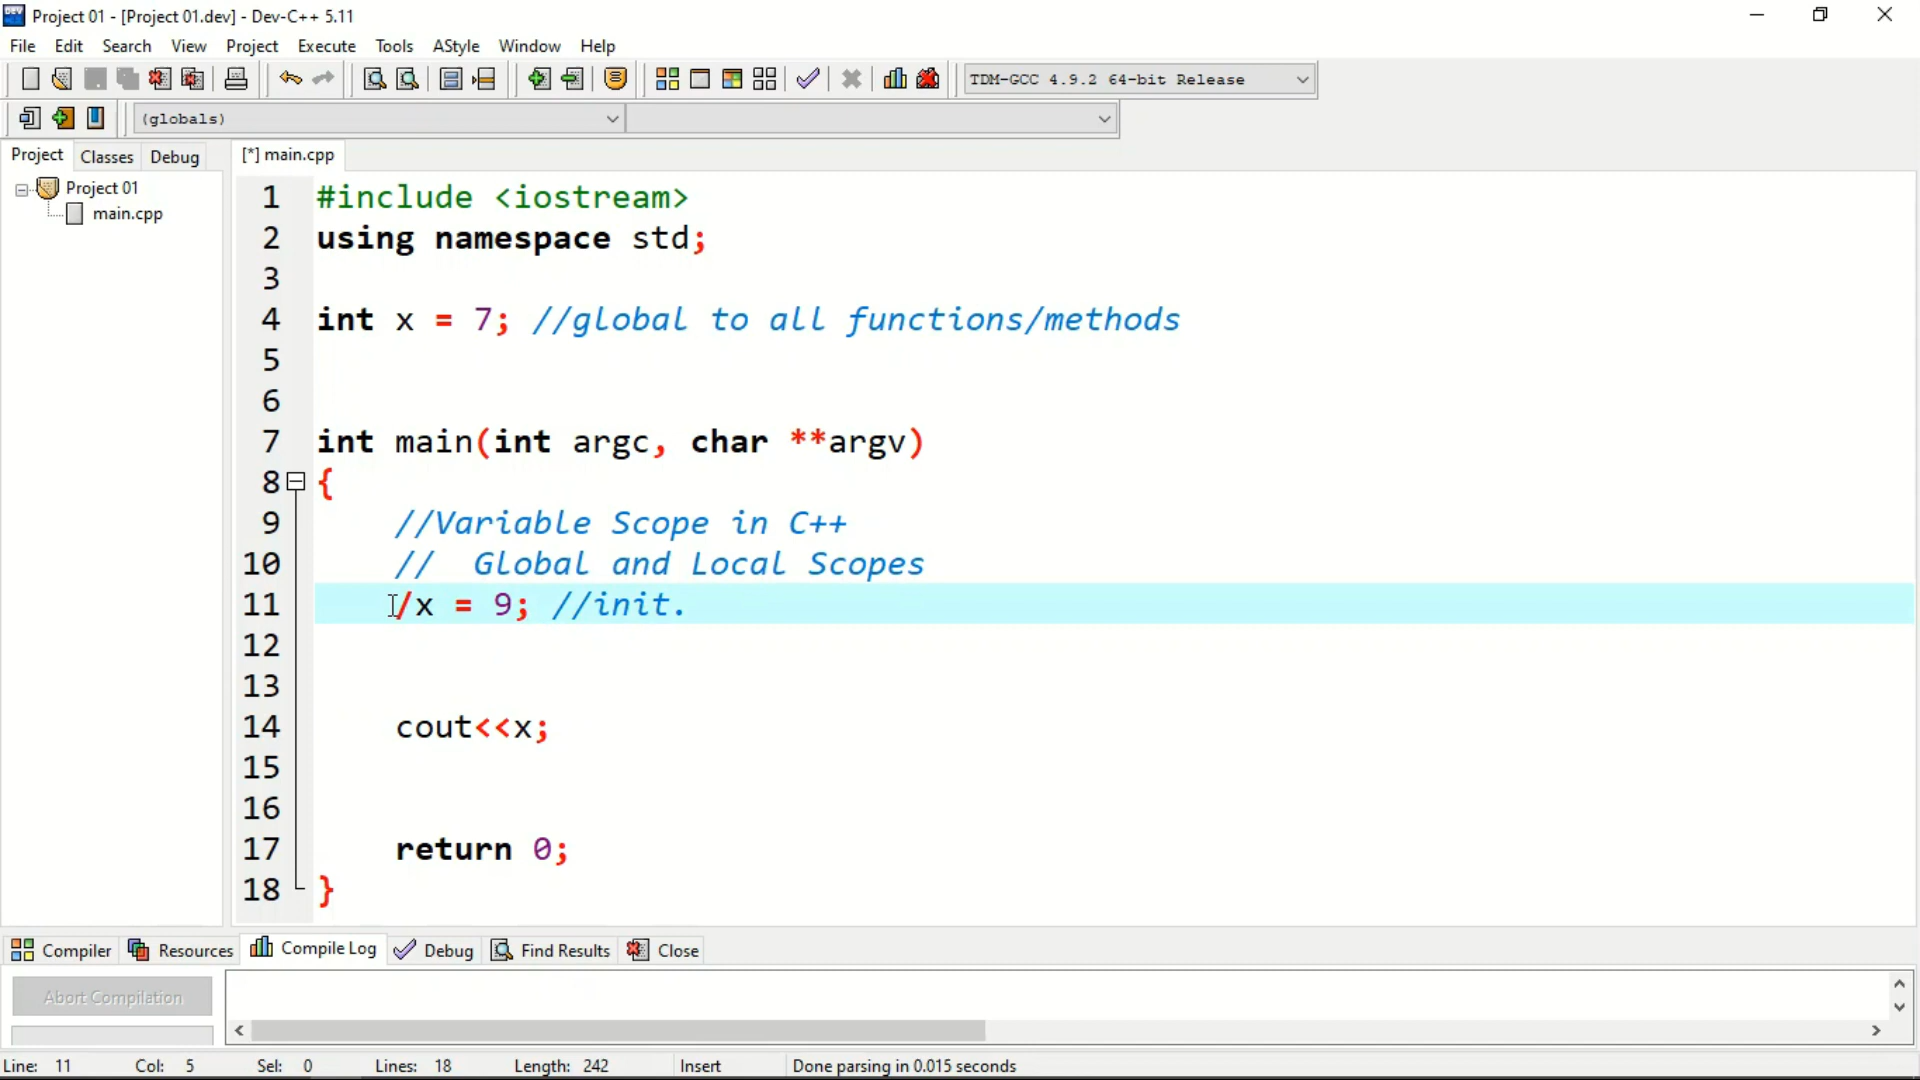 Project 01 - [Project 01.dev] - Dev-C++ 5.11
File Edit Search View Project Execute Tools AStyle Window Help
TDM-GCC 4.9.2 64-bit Release
(globals)
Project Classes Debug [*] main.cpp
Project 01
main.cpp
1 #include <iostream>
2 using namespace std;
3
4 int x = 7; //global to all functions/methods
5
6
7 int main(int argc, char **argv)
8 {
9 //Variable Scope in C++
10 // Global and Local Scopes
11 /x = 9; //init.
12
13
14 cout<<x;
15
16
17 return 0;
18 }
Compiler Resources Compile Log Debug Find Results Close
Abort Compilation
Line: 11 Col: 5 Sel: 0 Lines: 18 Length: 242 Insert Done parsing in 0.015 seconds